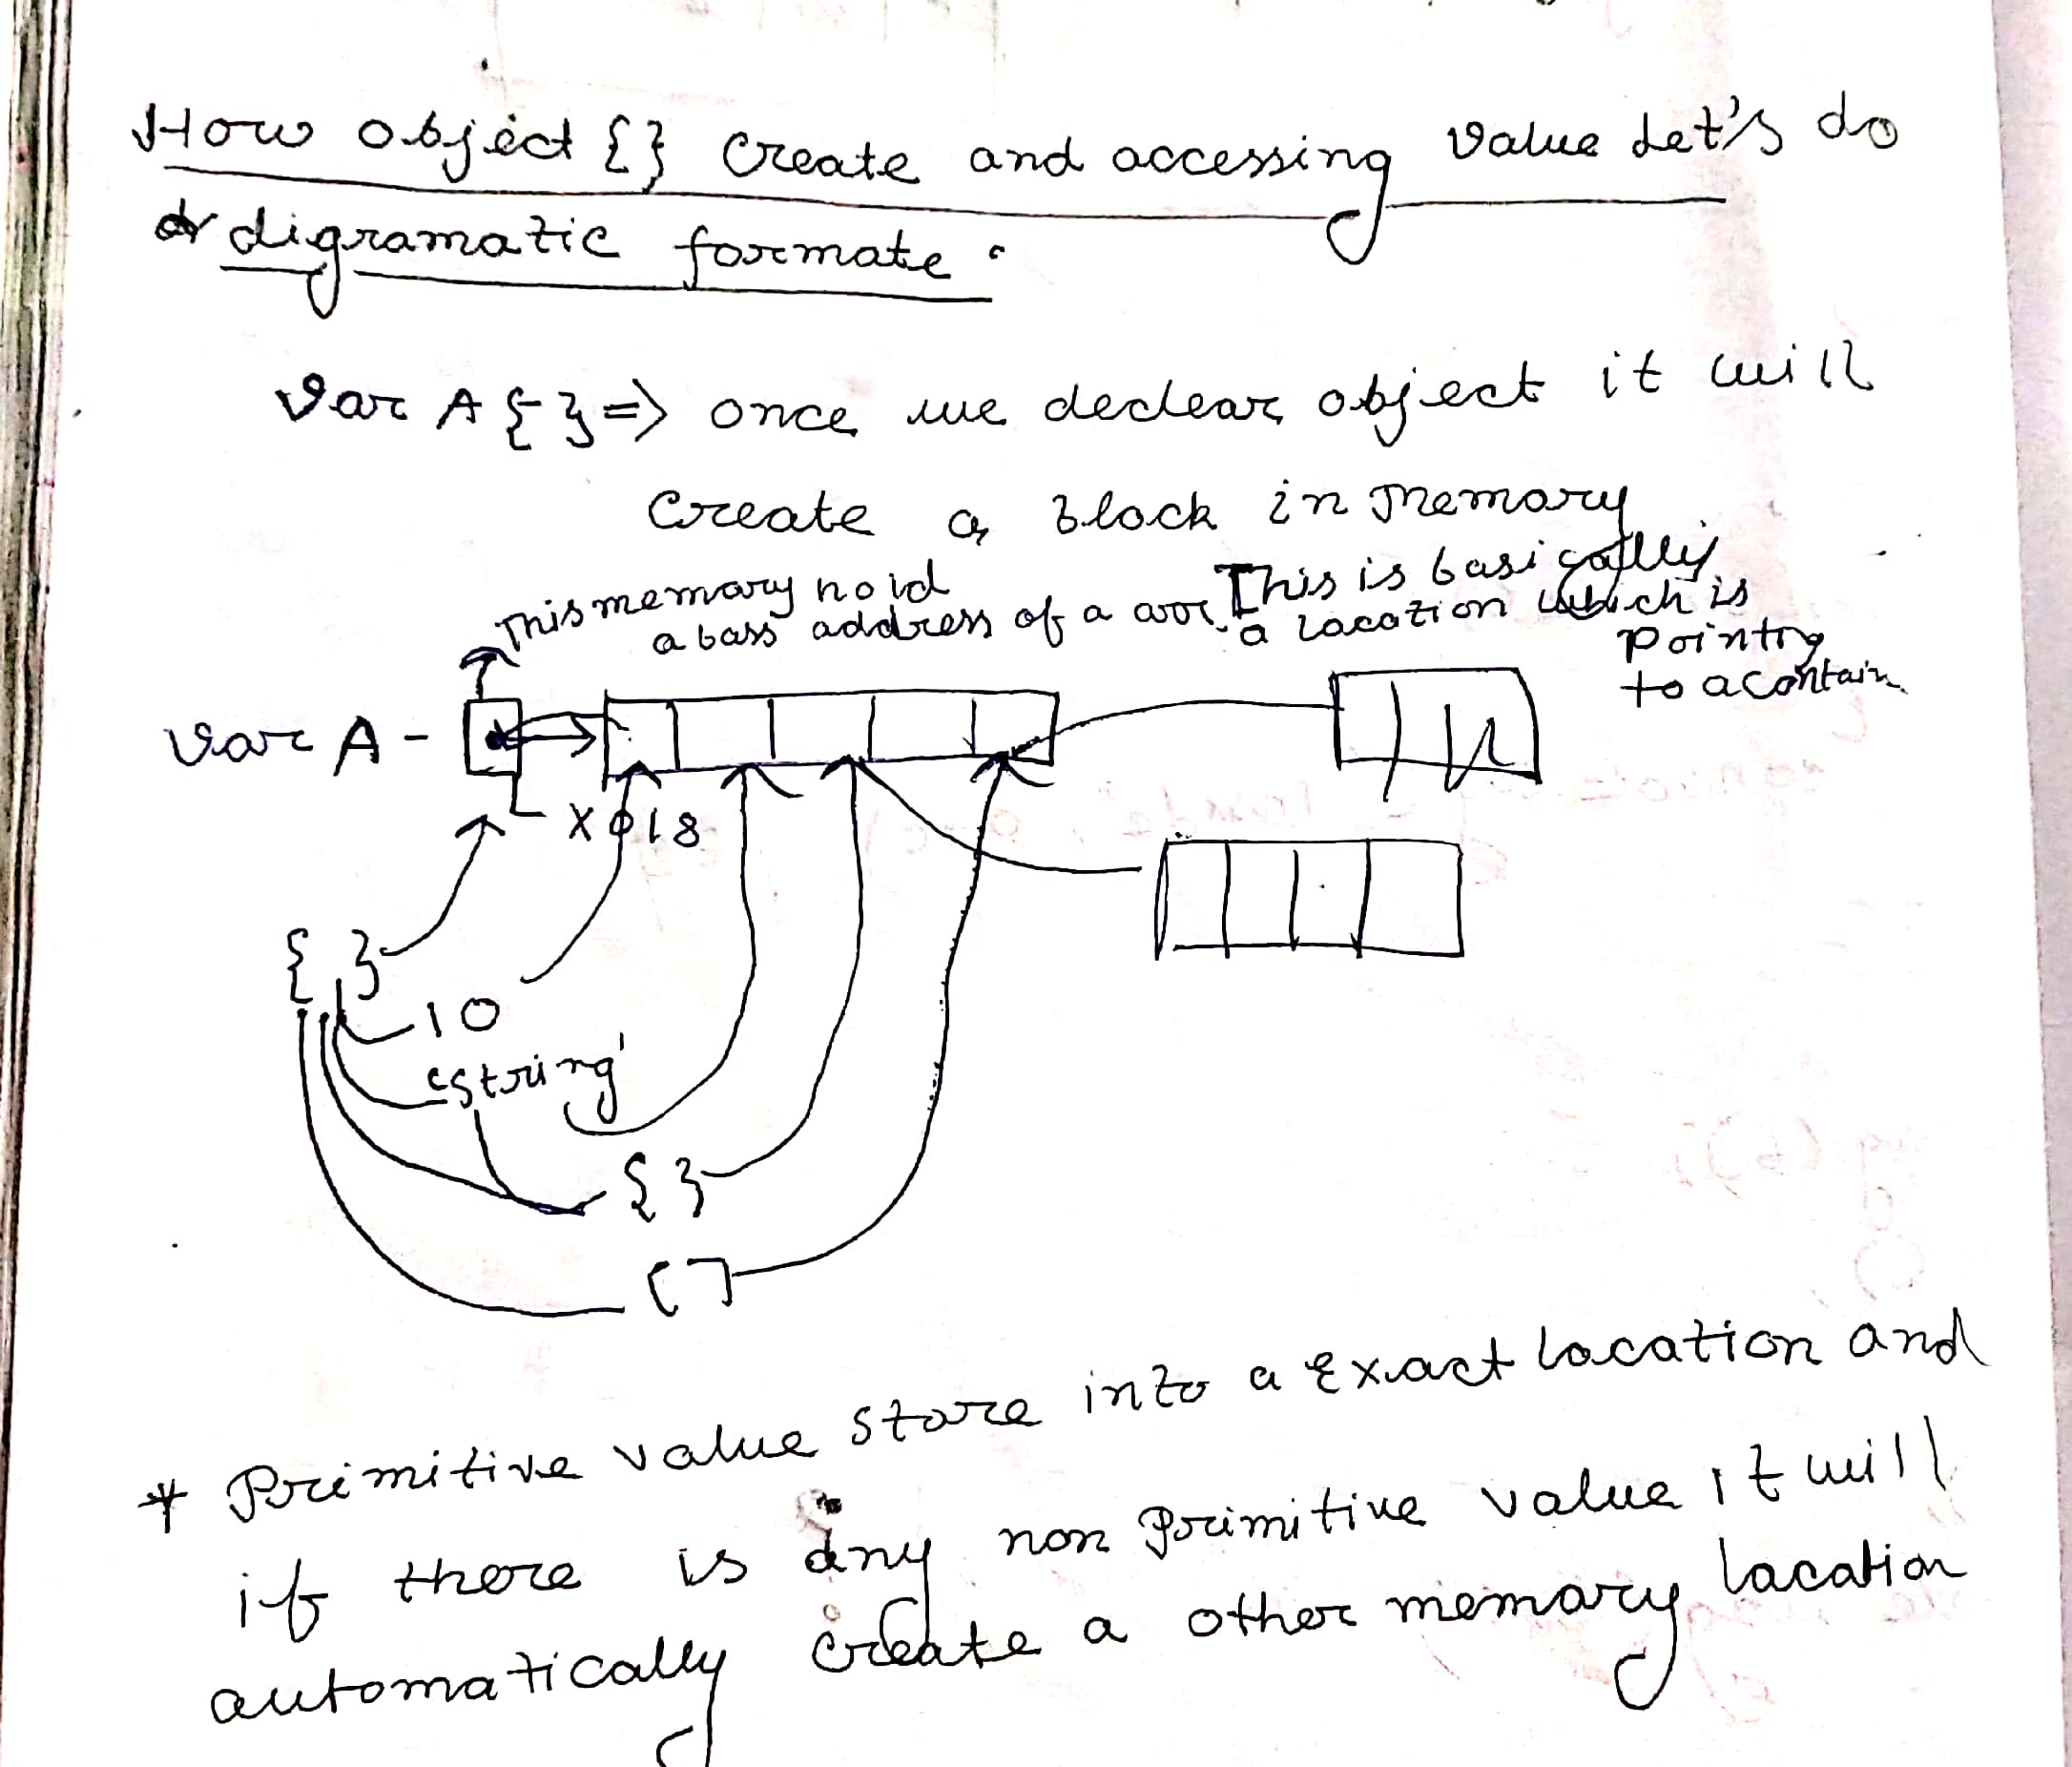 How object {} create and accessing value Let's do
digramatic formate :
var A {} => once we declear object it will
create a block in memory
This memory hold
a bass address of a
This is basically
a location which is
pointing
to a contain
var A -
XØ18
{ }
10
'string'
{ }
[ ]
* Primitive value store into a exact location and
if there is any non primitive value it will
automatically create a other memory location